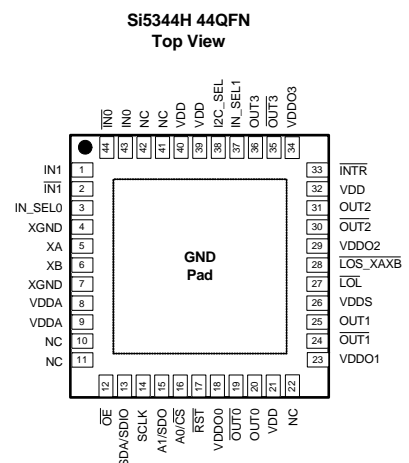 Si5344H 44QFN
Top View
IN0 IN0 NC NC VDD VDD I2C_SEL IN_SEL1 OUT3 OUT3 VDDO3
44 43 42 41 40 39 38 37 36 35 34
IN1 1
IN1 2
IN_SEL0 3
XGND 4
XA 5
XB 6
XGND 7
VDDA 8
VDDA 9
NC 10
NC 11
GND
Pad
33 INTR
32 VDD
31 OUT2
30 OUT2
29 VDDO2
28 LOS_XAXB
27 LOL
26 VDDS
25 OUT1
24 OUT1
23 VDDO1
12 13 14 15 16 17 18 19 20 21 22
OE SDA/SDIO SCLK A1/SDO A0/CS RST VDDO0 OUT0 OUT0 VDD NC